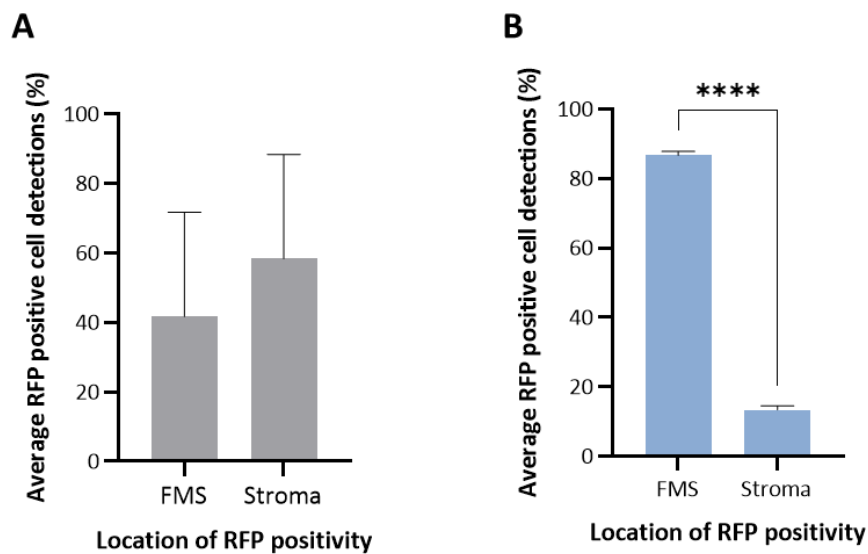 A
Average RFP positive cell detections (%)
100
80
60
40
20
0
FMS Stroma
Location of RFP positivity
B
Average RFP positive cell detections (%)
****
100
80
60
40
20
0
FMS Stroma
Location of RFP positivity